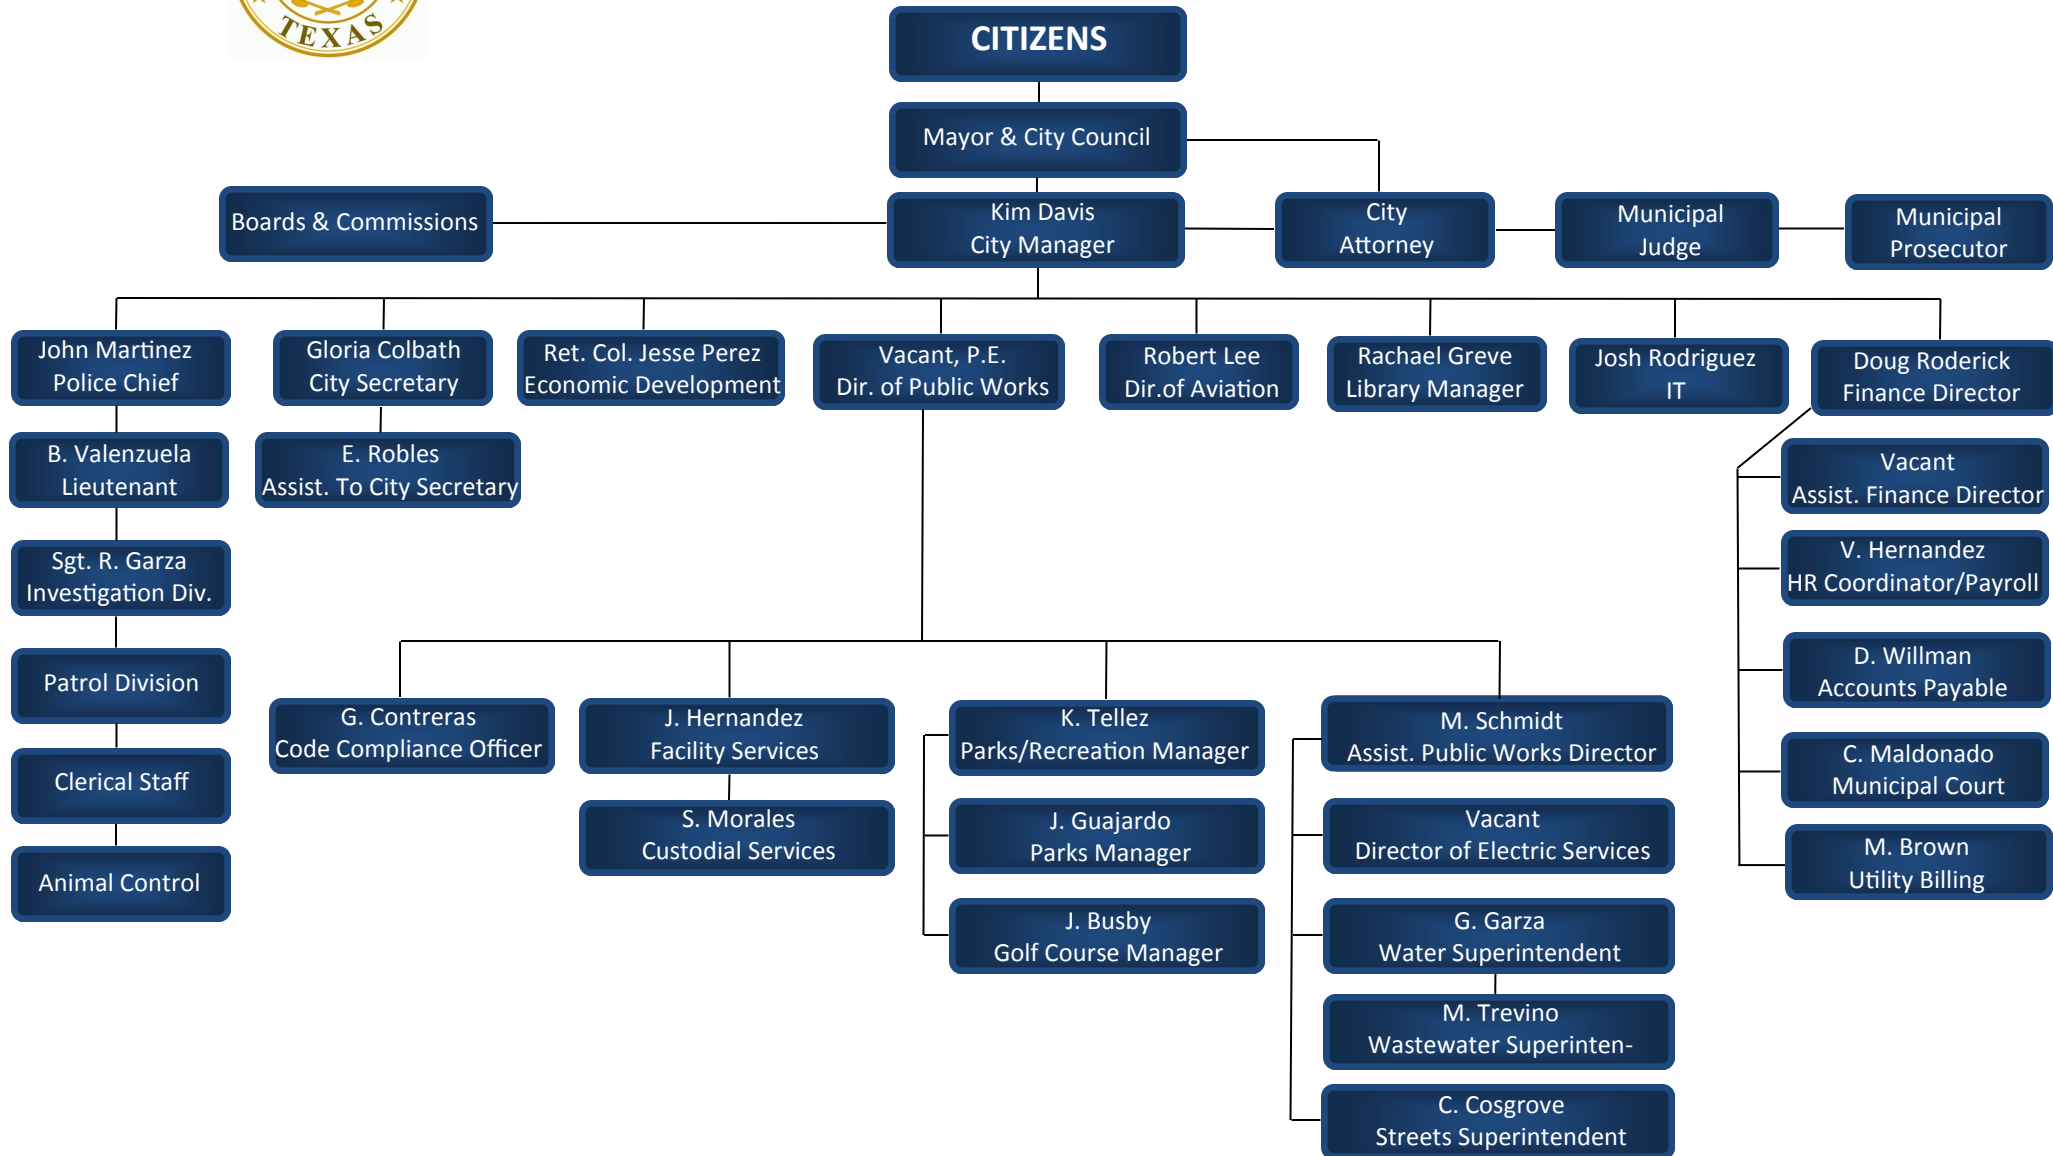 TEXAS
CITIZENS
Mayor & City Council
Boards & Commissions
Kim Davis
City Manager
City
Attorney
Municipal
Judge
Municipal
Prosecutor
John Martinez
Police Chief
Gloria Colbath
City Secretary
Ret. Col. Jesse Perez
Economic Development
Vacant, P.E.
Dir. of Public Works
Robert Lee
Dir.of Aviation
Rachael Greve
Library Manager
Josh Rodriguez
IT
Doug Roderick
Finance Director
B. Valenzuela
Lieutenant
E. Robles
Assist. To City Secretary
Vacant
Assist. Finance Director
Sgt. R. Garza
Investigation Div.
V. Hernandez
HR Coordinator/Payroll
Patrol Division
D. Willman
Accounts Payable
G. Contreras
Code Compliance Officer
J. Hernandez
Facility Services
K. Tellez
Parks/Recreation Manager
M. Schmidt
Assist. Public Works Director
Clerical Staff
C. Maldonado
Municipal Court
S. Morales
Custodial Services
J. Guajardo
Parks Manager
Vacant
Director of Electric Services
M. Brown
Utility Billing
Animal Control
J. Busby
Golf Course Manager
G. Garza
Water Superintendent
M. Trevino
Wastewater Superinten-
C. Cosgrove
Streets Superintendent